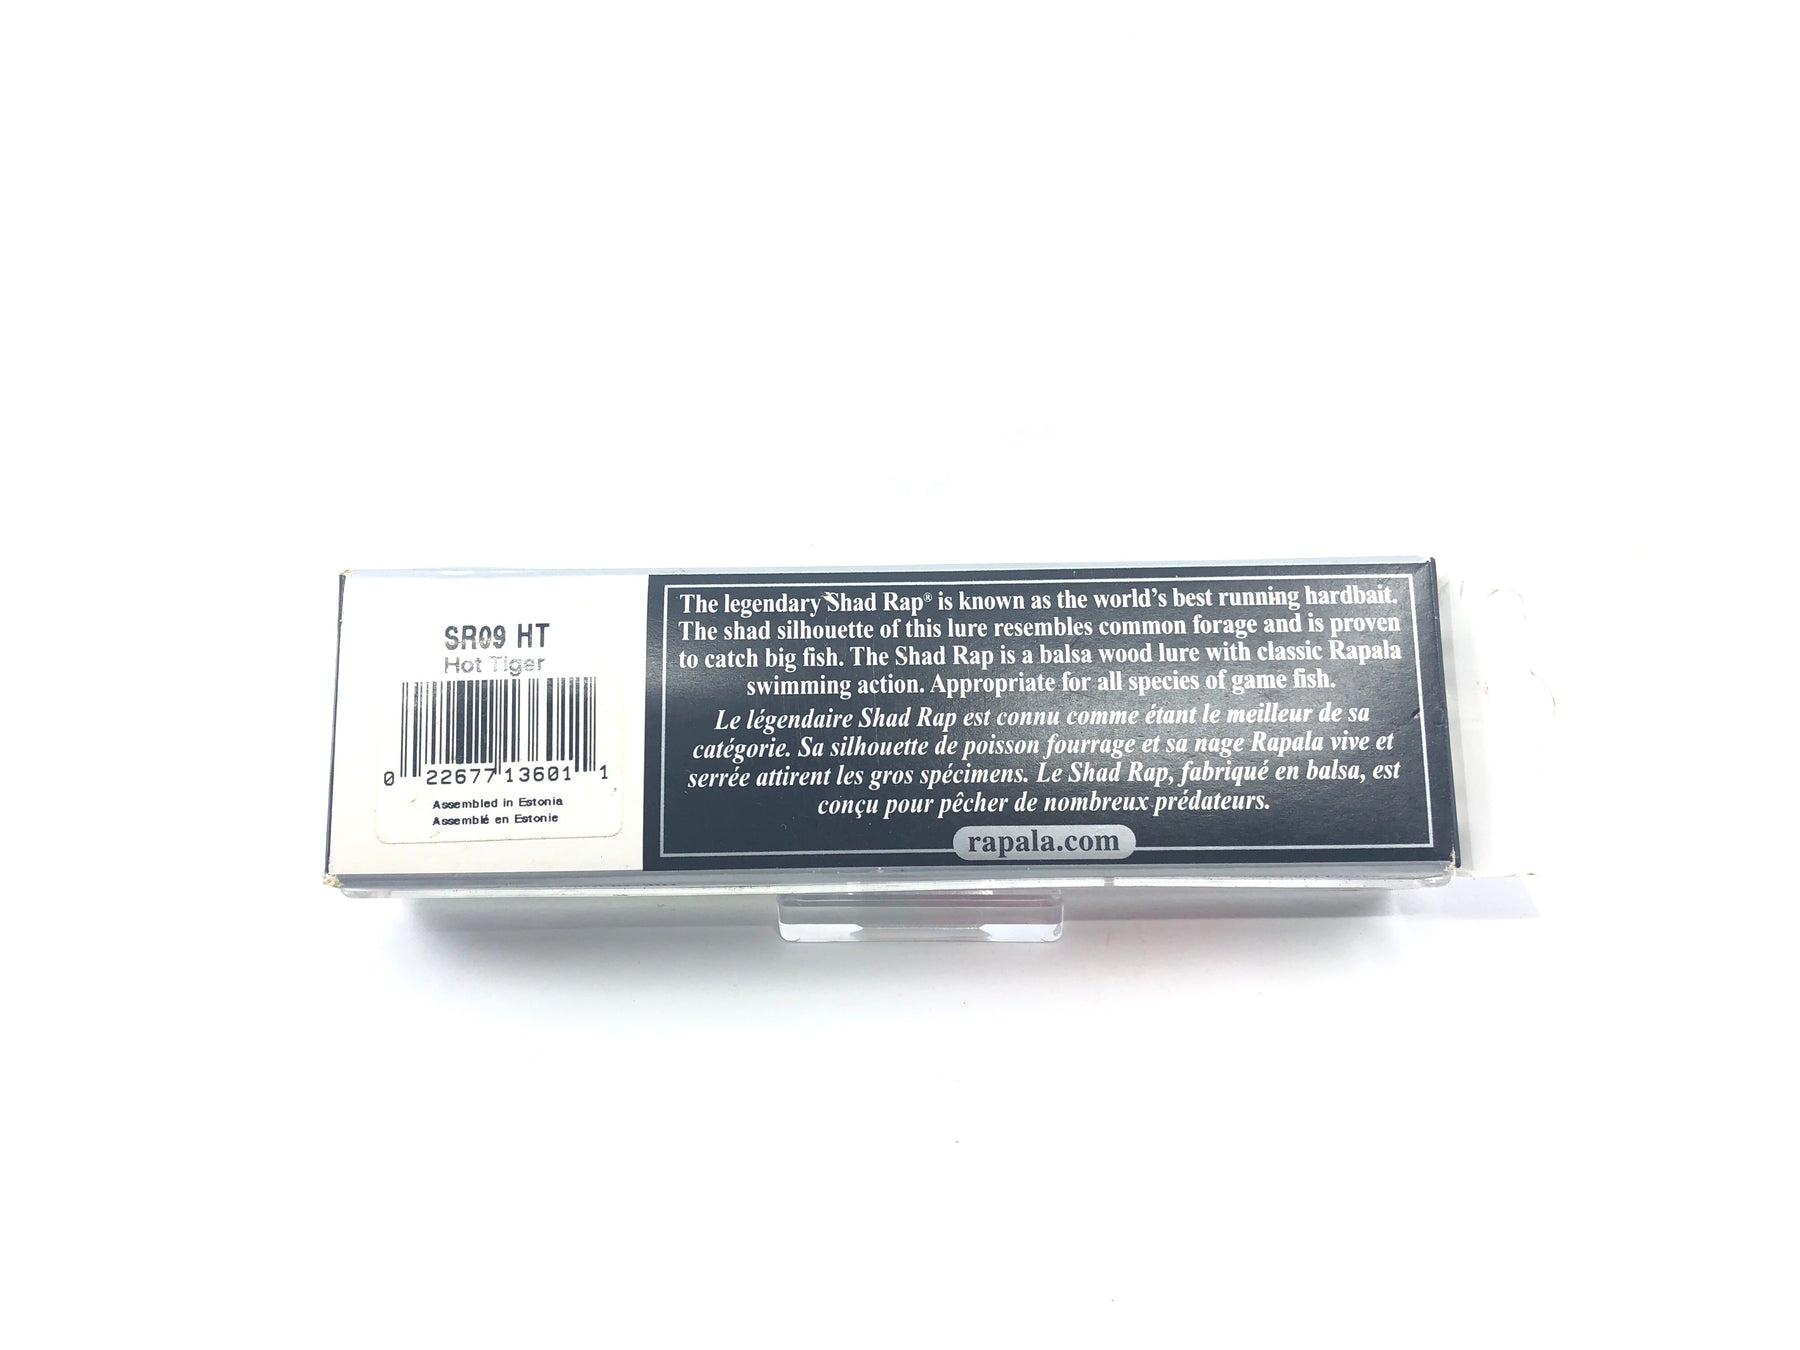 SR09 HT
Hot Tiger
0 22677 13601 1
Assembled in Estonia
Assemblé en Estonie
The legendary Shad Rap® is known as the world's best running hardbait.
The shad silhouette of this lure resembles common forage and is proven
to catch big fish. The Shad Rap is a balsa wood lure with classic Rapala
swimming action. Appropriate for all species of game fish.
Le légendaire Shad Rap est connu comme étant le meilleur de sa
catégorie. Sa silhouette de poisson fourrage et sa nage Rapala vive et
serrée attirent les gros spécimens. Le Shad Rap, fabriqué en balsa, est
conçu pour pêcher de nombreux prédateurs.
rapala.com